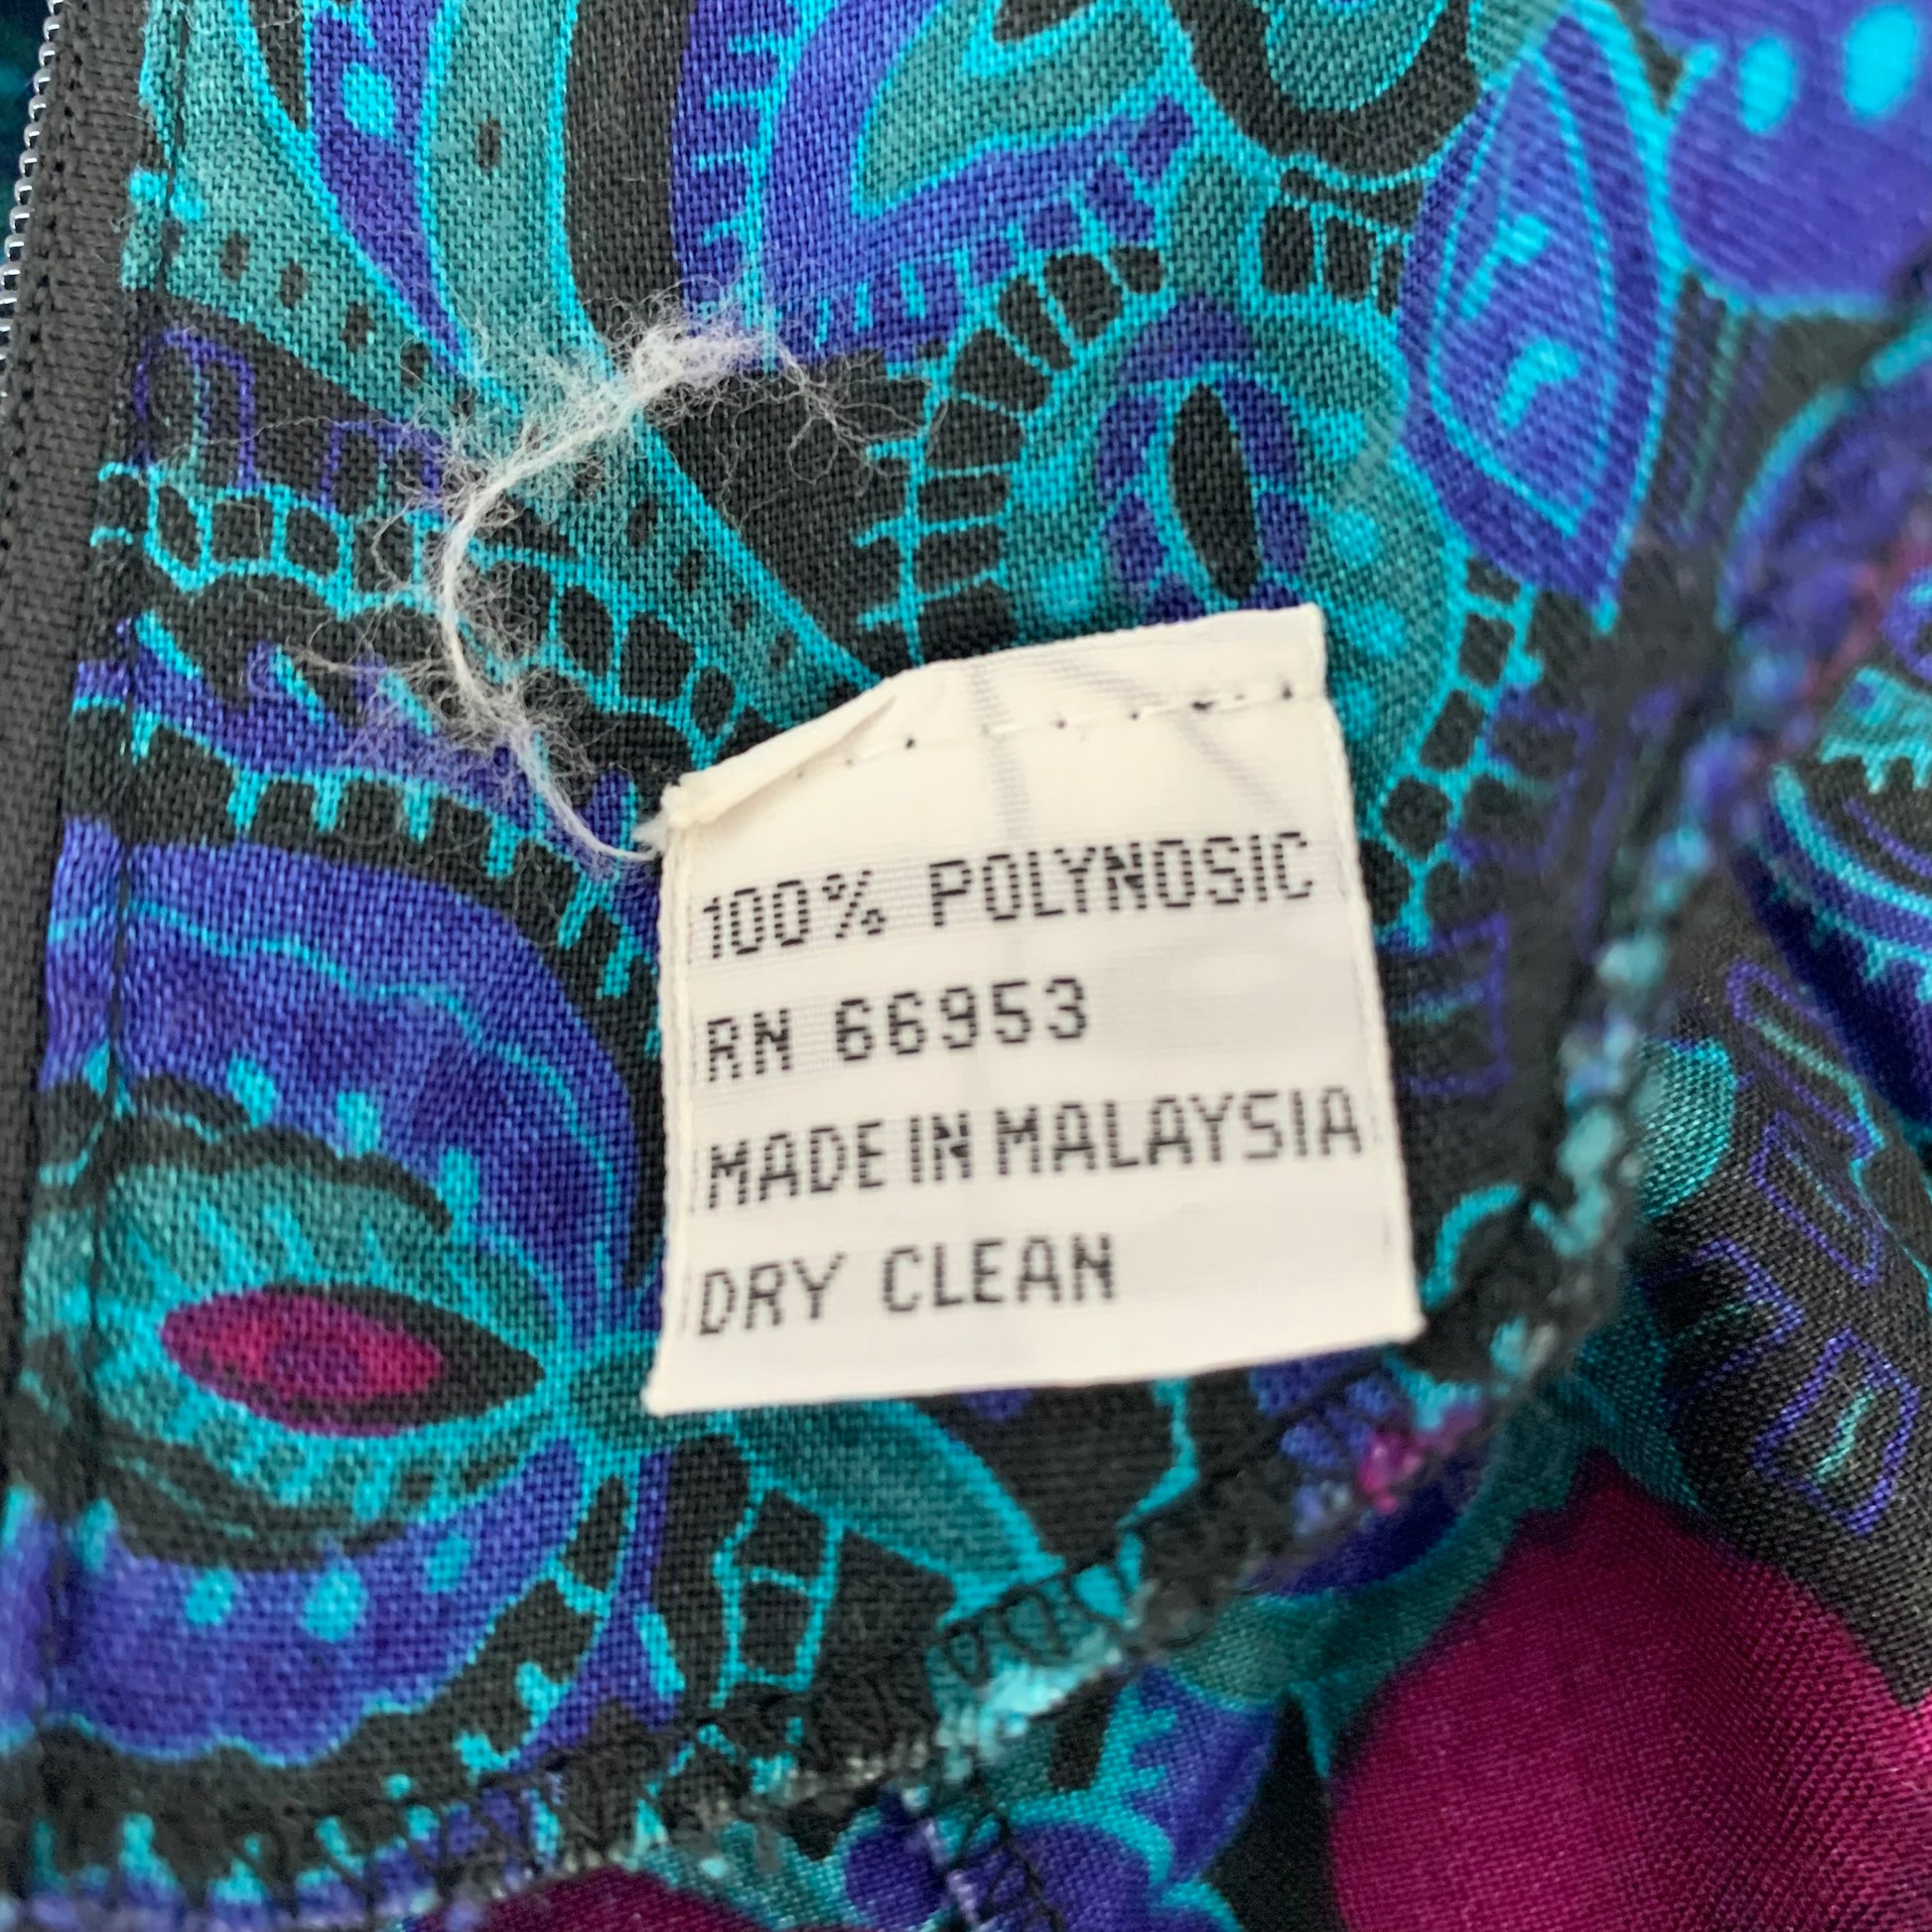 100% POLYNOSIC
RN 66953
MADE IN MALAYSIA
DRY CLEAN